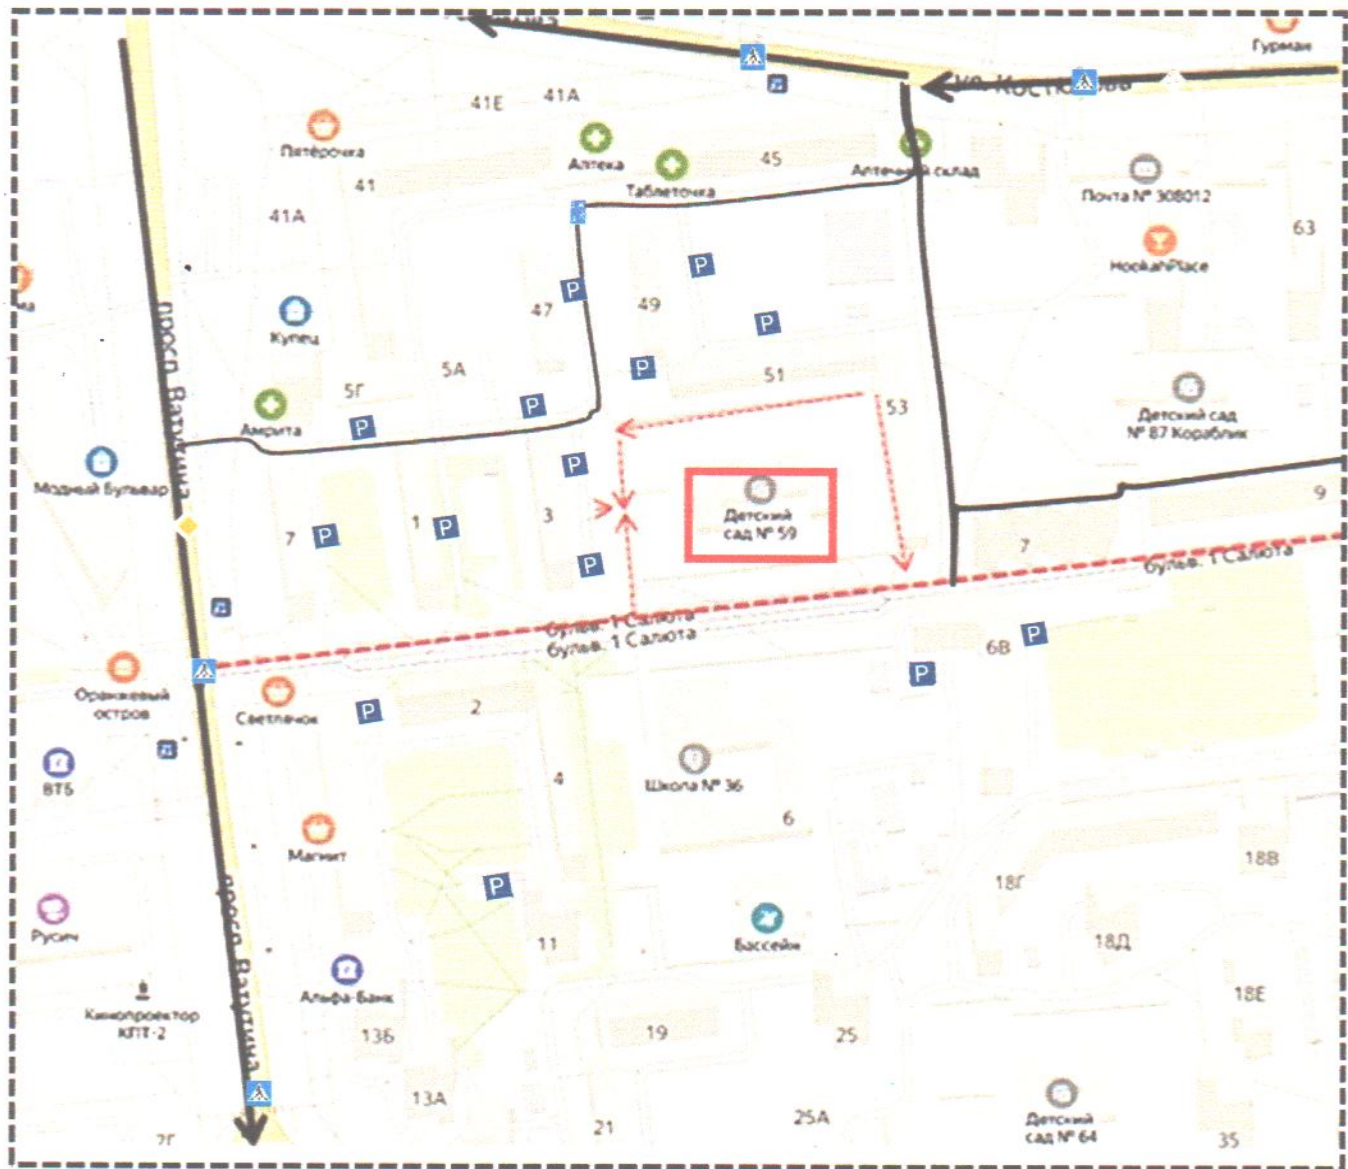 Гурман
41Е
41А
Пятёрочка
Аптека
45
Аптечный склад
Таблеточка
41
Почта № 308012
41А
63
HookahPlace
47
49
Купец
5А
5Г
51
53
Амрита
Детский сад
№ 87 Кораблик
просп. Ватутина
Модный Бульвар
P
P
P
P
P
P
P
P
P
P
P
7
1
3
Детский
сад № 59
9
7
бульв. 1 Салюта
бульв. 1 Салюта
бульв. 1 Салюта
6В
P
P
P
P
Оранжевый
остров
Светлячок
2
ВТБ
4
Школа № 36
6
Магнит
18В
18Г
Русич
11
Бассейн
18Д
Альфа-Банк
18Е
Кинопроектор
КПТ-2
просп. Ватутина
13Б
19
25
13А
21
25А
Детский
сад № 64
35